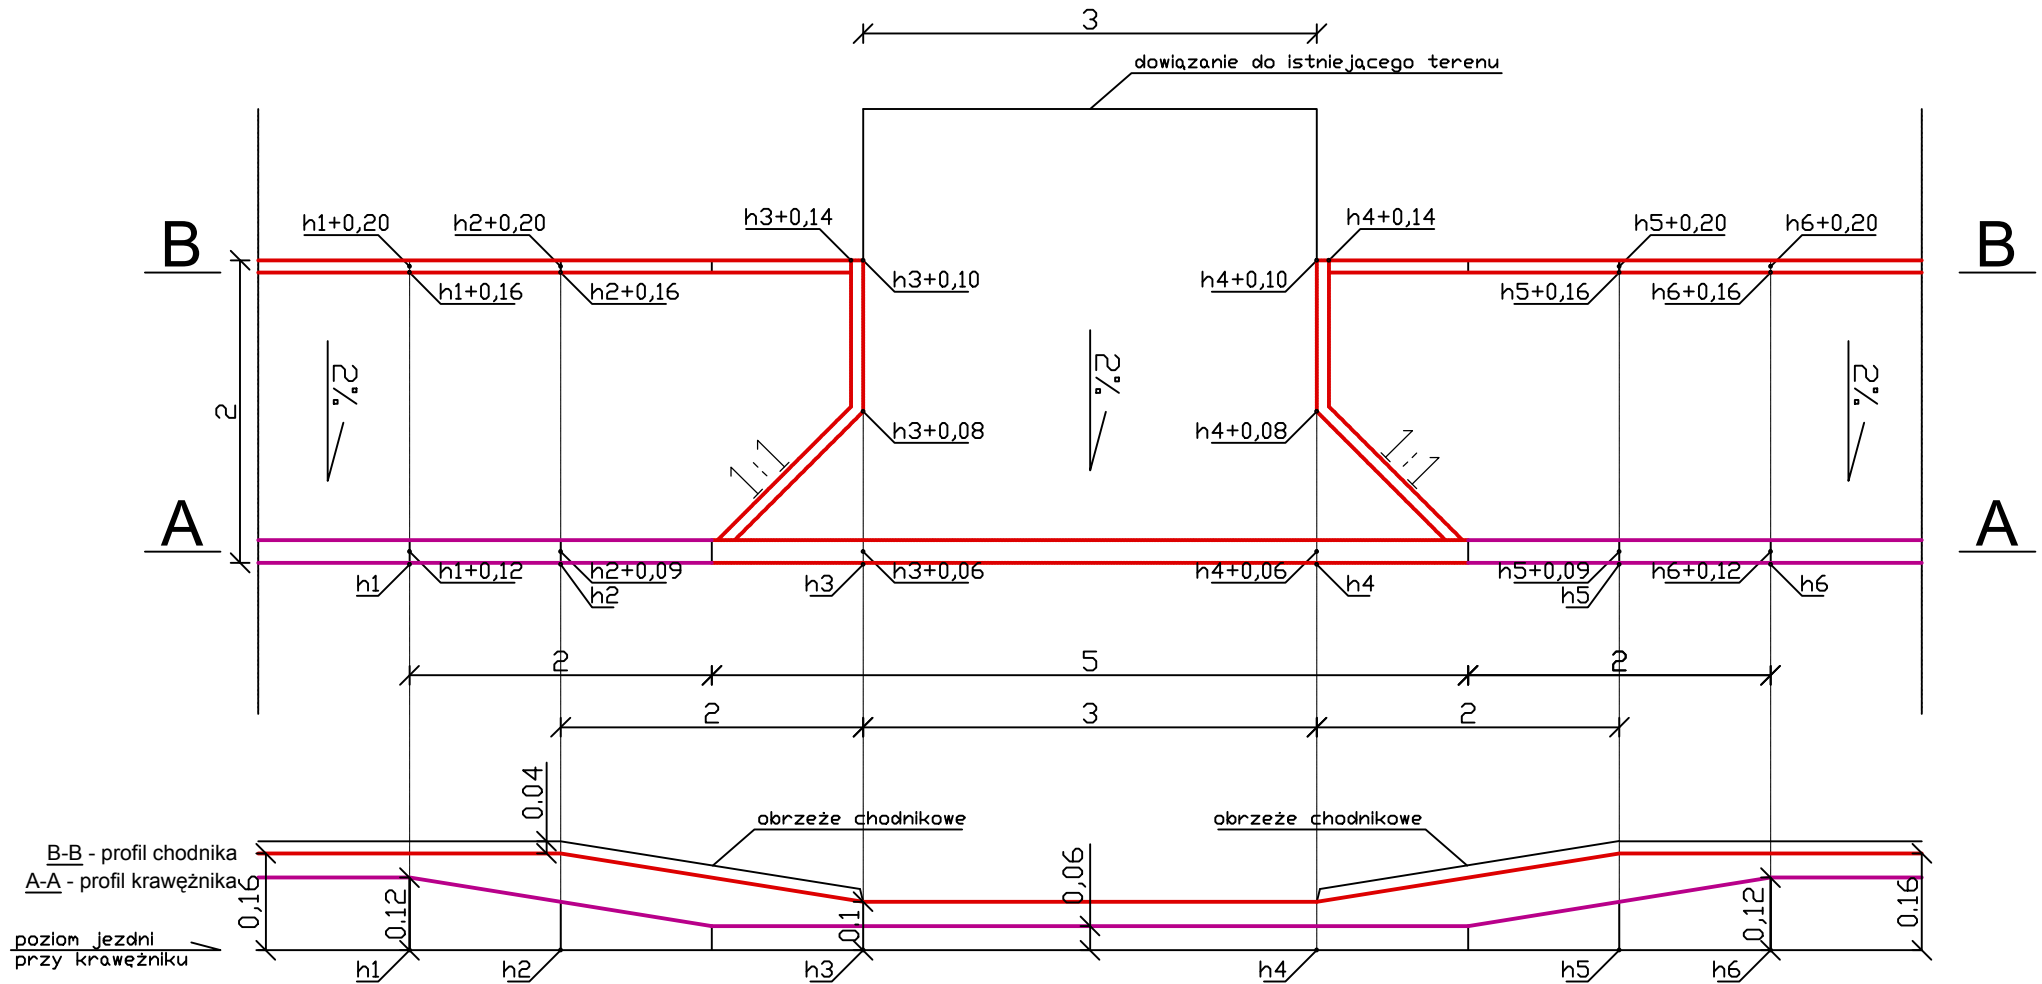 3
dowiązanie do istniejącego terenu
h1+0,20
h2+0,20
h3+0,14
h4+0,14
h5+0,20
h6+0,20
B
B
h1+0,16
h2+0,16
h3+0,10
h4+0,10
h5+0,16
h6+0,16
2%
2%
2%
2
h3+0,08
h4+0,08
1:1
1:1
A
A
h1
h1+0,12
h2+0,09
h2
h3
h3+0,06
h4+0,06
h4
h5+0,09
h5
h6+0,12
h6
2
5
2
2
3
2
0.04
obrzeże chodnikowe
obrzeże chodnikowe
B-B - profil chodnika
A-A - profil krawężnika
0,16
0,12
0,1
0,06
0,12
0.16
poziom jezdni
przy krawężniku
h1
h2
h3
h4
h5
h6